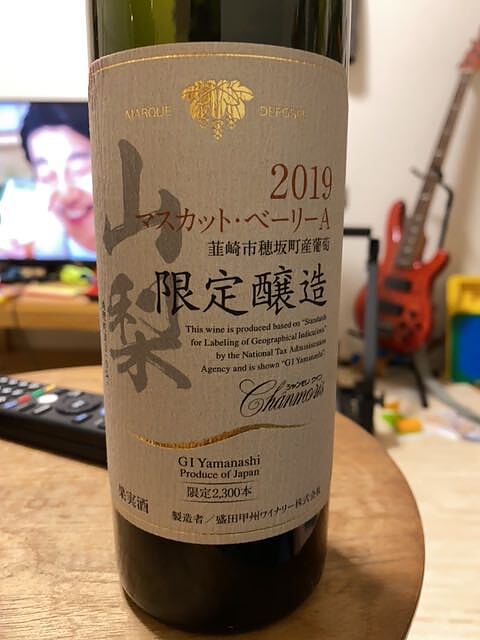 MARQUE DEPOSÉE
山梨
2019
マスカット・ベーリーA
韮崎市穂坂町産葡萄
限定醸造
This wine is produced based on "Standards
for Labeling of Geographical Indications"
by the National Tax Administration
Agency and is shown "GI Yamanashi".
シャンモリ ワイン
Chanmoris
GI Yamanashi
Produce of Japan
限定2,300本
果実酒
製造者／盛田甲州ワイナリー株式会社